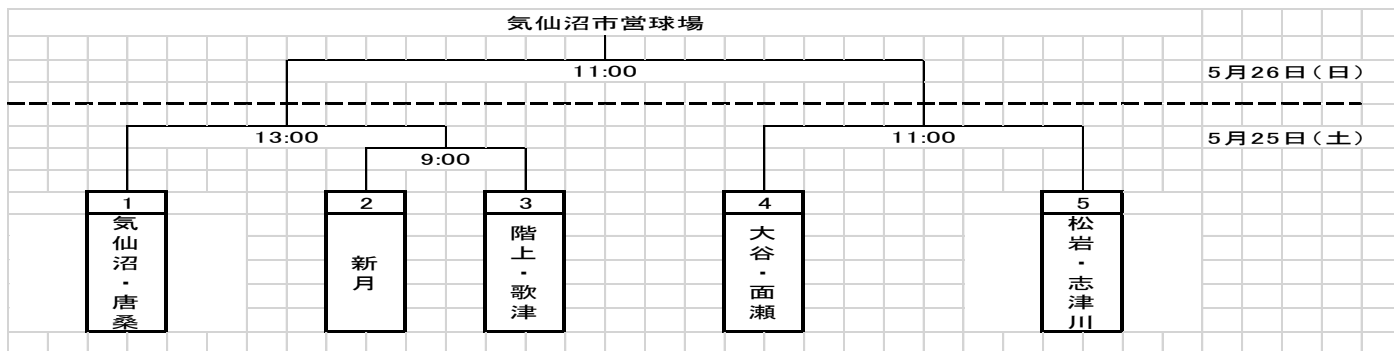 気仙沼市営球場
11:00
5月26日(日)
13:00
11:00
5月25日(土)
9:00
1
2
3
4
5
気仙沼・唐桑
新月
階上・歌津
大谷・面瀬
松岩・志津川